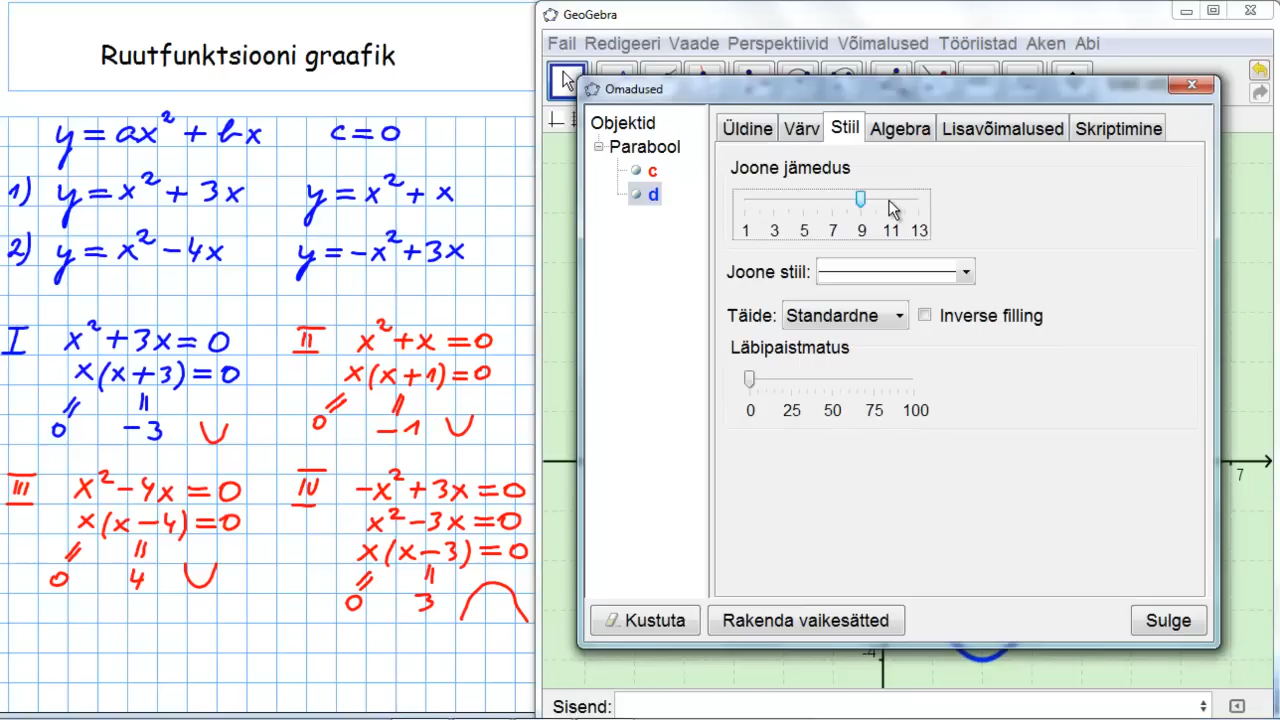 Ruutfunktsiooni graafik
y = ax² + bx c = 0
1) y = x² + 3x y = x² + x
2) y = x² - 4x y = -x² + 3x
I x² + 3x = 0
x(x + 3) = 0
0 -3
II x² + x = 0
x(x + 1) = 0
0 -1
III x² - 4x = 0
x(x - 4) = 0
0 4
IV -x² + 3x = 0
x² - 3x = 0
x(x - 3) = 0
0 3
GeoGebra
Fail Redigeeri Vaade Perspektiivid Võimalused Tööriistad Aken Abi
Omadused
Objektid
Parabool
c
d
Üldine Värv Stiil Algebra Lisavõimalused Skriptimine
Joone jämedus
1 3 5 7 9 11 13
Joone stiil:
Täide: Standardne Inverse filling
Läbipaistmatus
0 25 50 75 100
Kustuta Rakenda vaikesätted Sulge
7
-4
Sisend: